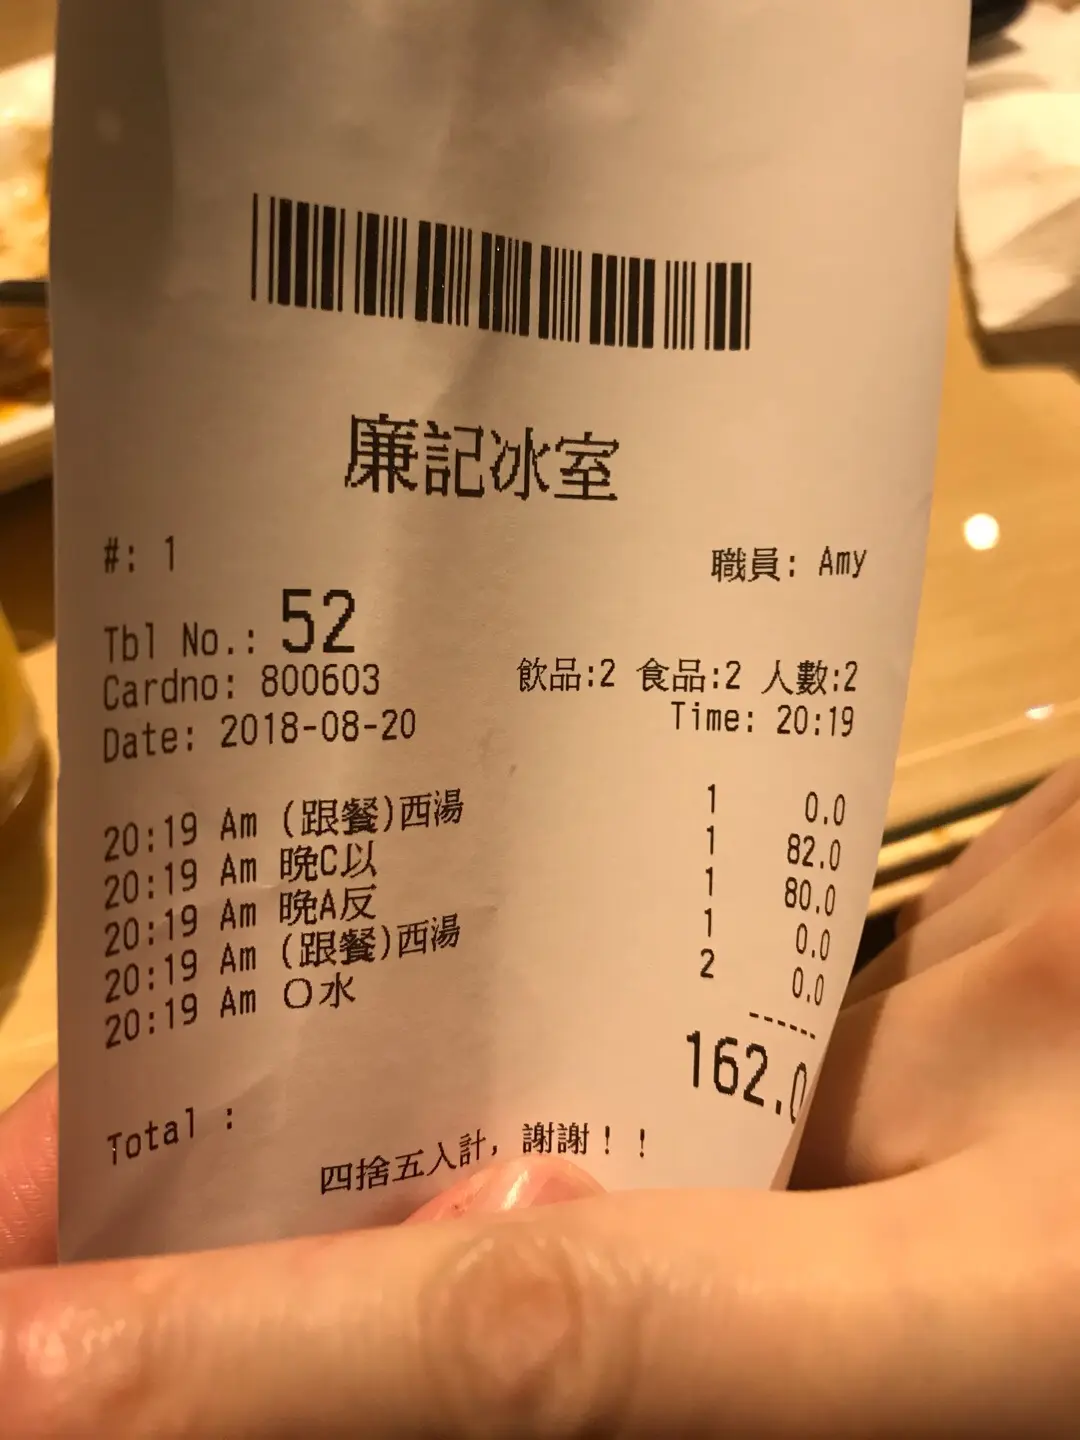 廉記冰室
#: 1 職員: Amy
Tbl No.: 52
Cardno: 800603 飲品:2 食品:2 人數:2
Date: 2018-08-20 Time: 20:19
20:19 Am (跟餐)西湯 1 0.0
20:19 Am 晚C以 1 82.0
20:19 Am 晚A反 1 80.0
20:19 Am (跟餐)西湯 1 0.0
20:19 Am O水 2 0.0
------
Total : 162.0
四捨五入計, 謝謝！！